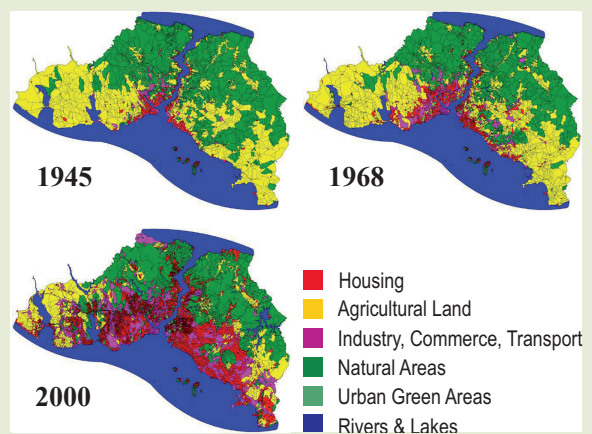 1945
1968
2000
Housing
Agricultural Land
Industry, Commerce, Transport
Natural Areas
Urban Green Areas
Rivers & Lakes